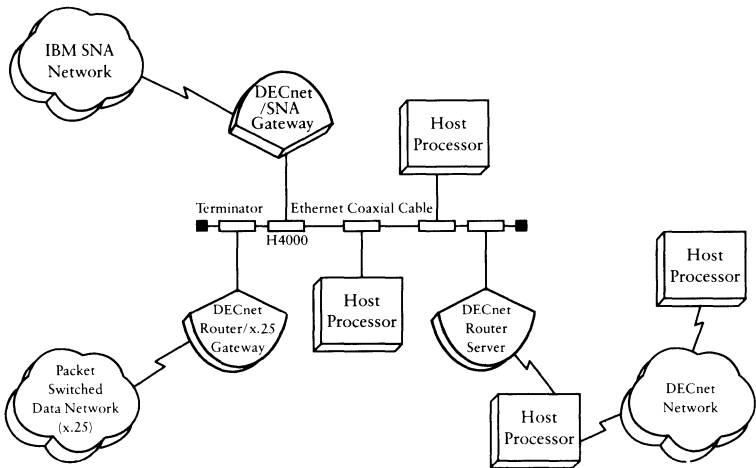 IBM SNA
Network
DECnet
/SNA
Gateway
Host
Processor
Terminator
Ethernet Coaxial Cable
H4000
DECnet
Router/x.25
Gateway
Host
Processor
DECnet
Router
Server
Host
Processor
Packet
Switched
Data Network
(x.25)
Host
Processor
DECnet
Network